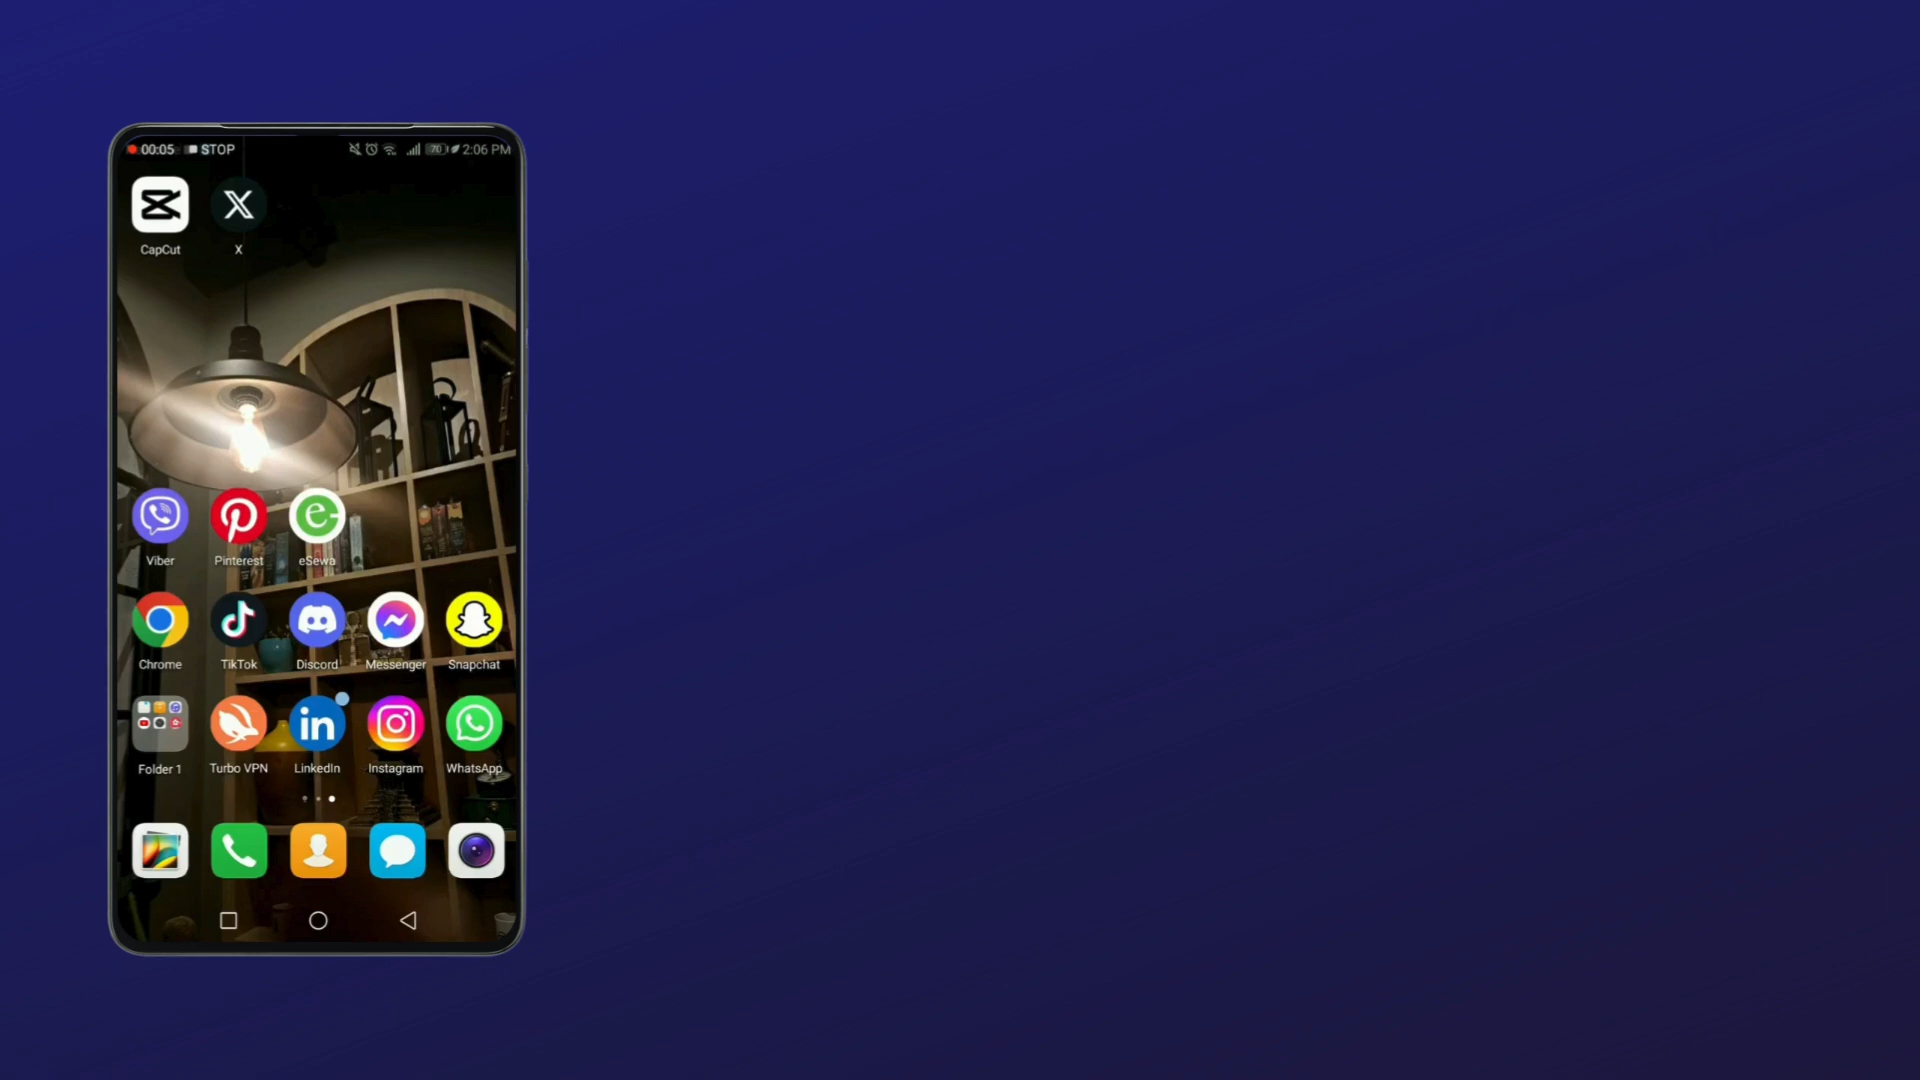 00:05 STOP 70 2:06 PM
CapCut X
Viber Pinterest eSewa
Chrome TikTok Discord Messenger Snapchat
Folder 1 Turbo VPN LinkedIn Instagram WhatsApp